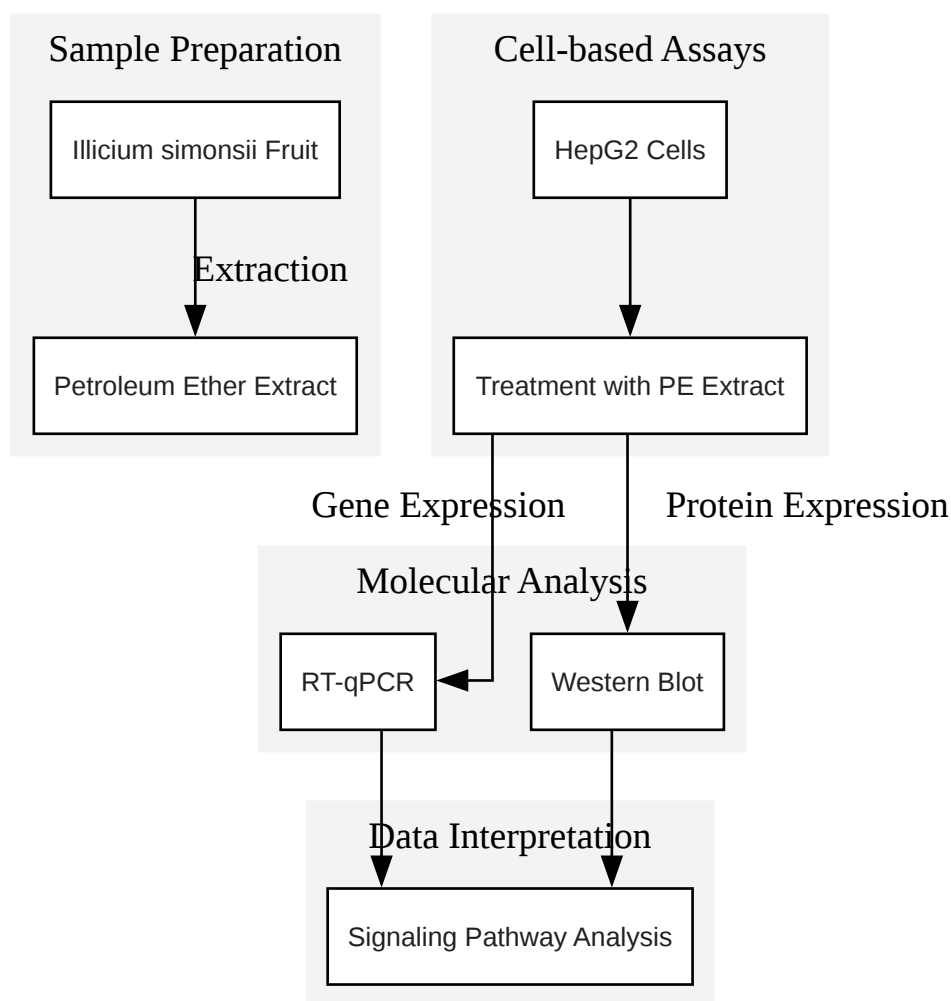 Sample Preparation
Illicium simonsii Fruit
Extraction
Petroleum Ether Extract
Cell-based Assays
HepG2 Cells
Treatment with PE Extract
Gene Expression
Protein Expression
Molecular Analysis
RT-qPCR
Western Blot
Data Interpretation
Signaling Pathway Analysis